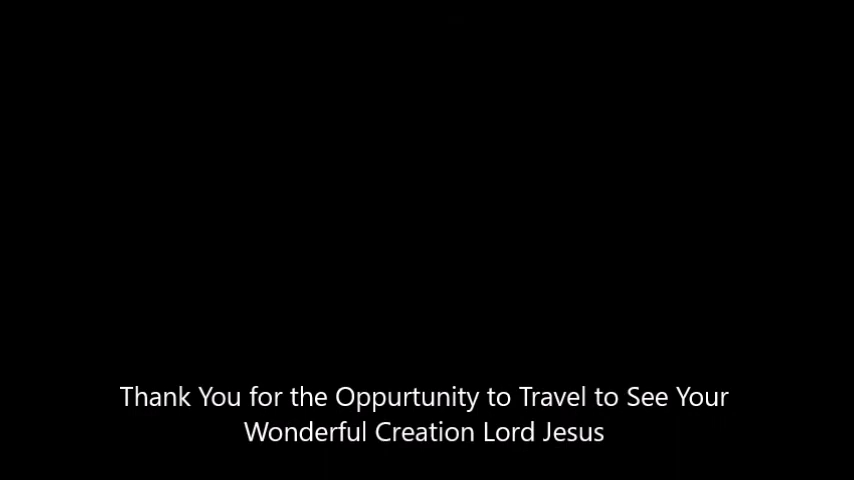 Thank You for the Oppurtunity to Travel to See Your
Wonderful Creation Lord Jesus